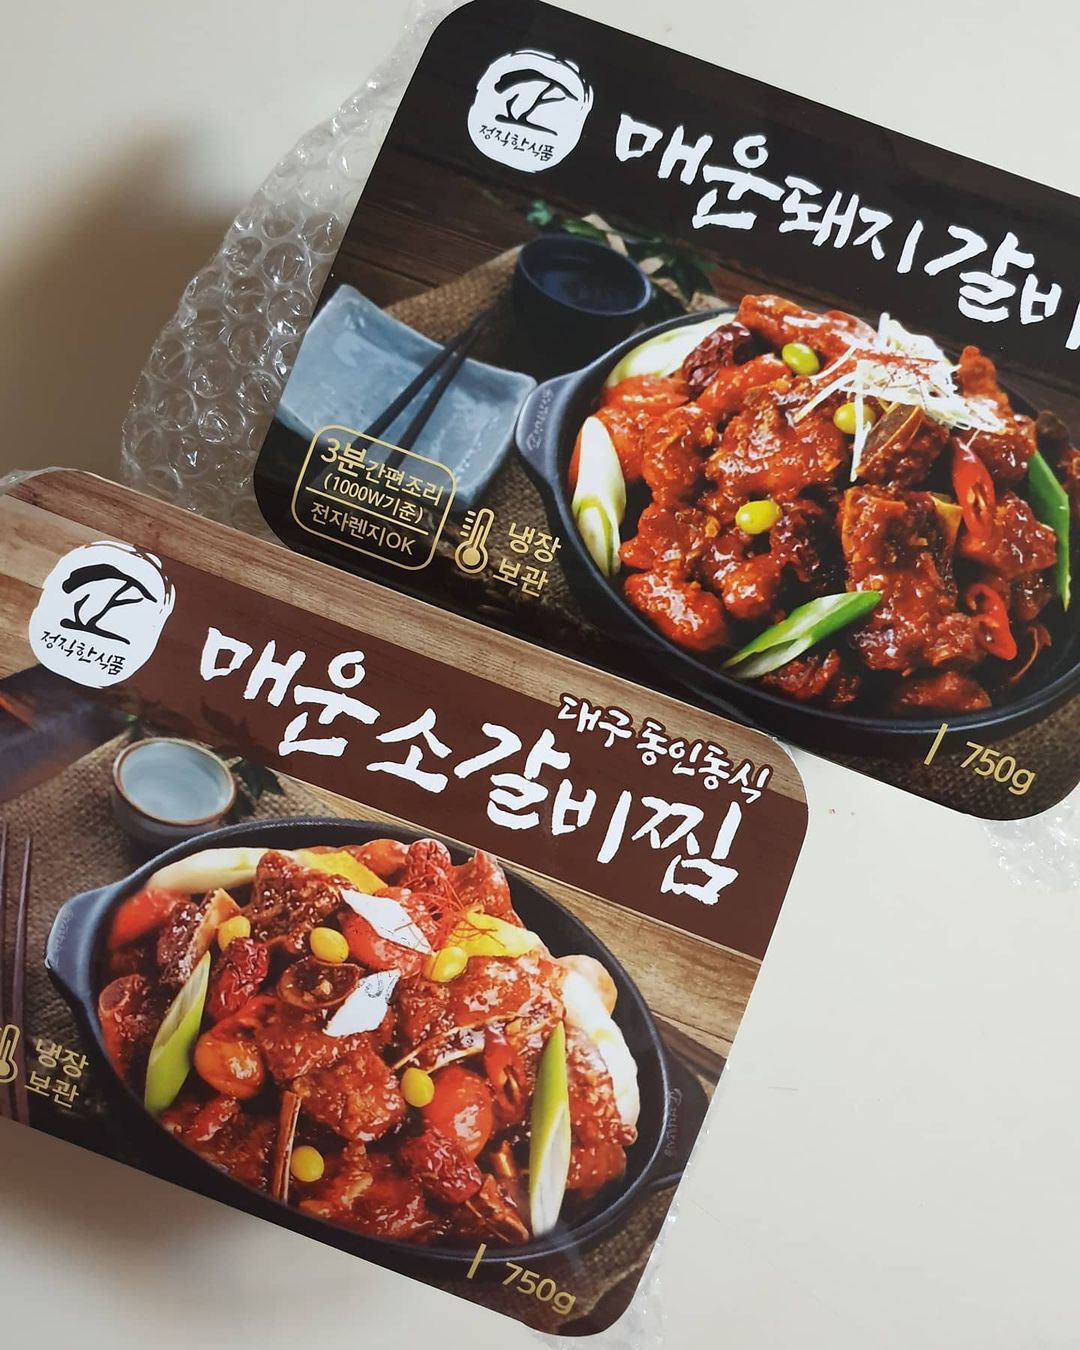 정직한식품
매운돼지갈비
3분간편조리
(1000W기준)
전자렌지OK
냉장
보관
750g
정직한식품
대구 동인동식
매운소갈비찜
냉장
보관
750g